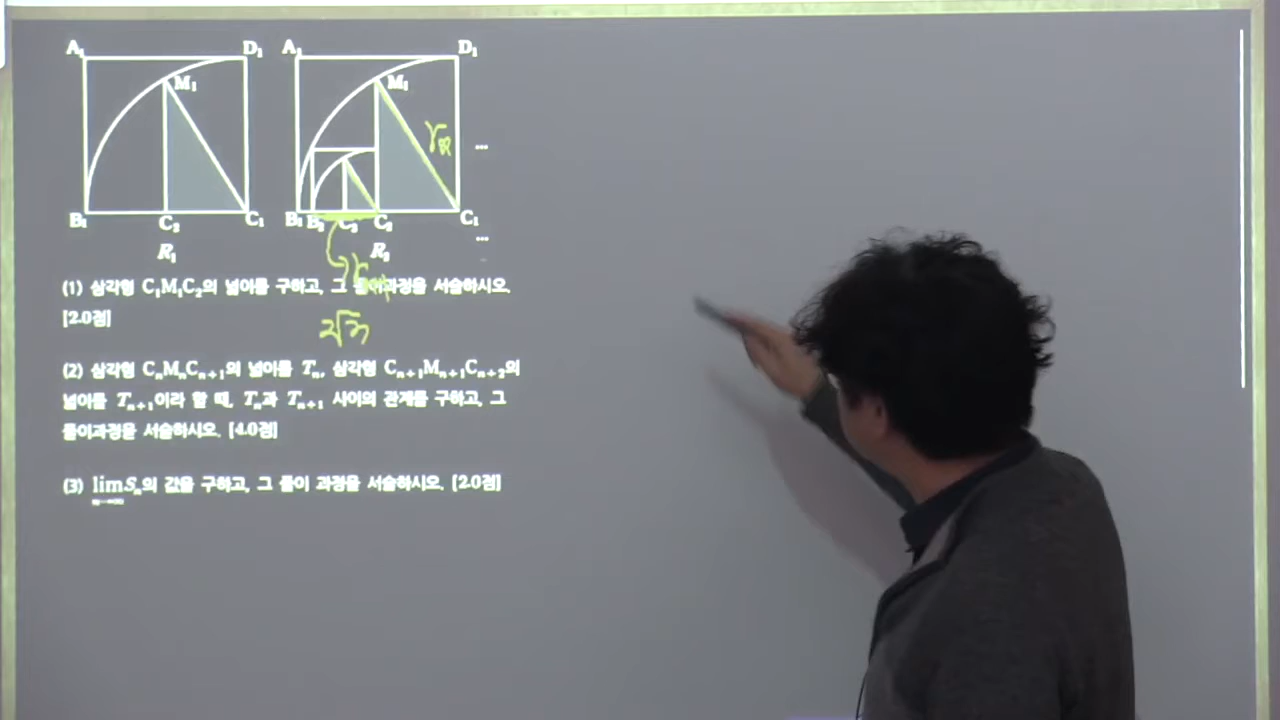 A₁ D₁ A₁ D₁
M₁ M₁
...
B₁ C₂ C₁ B₁ B₂ C₃ C₂ C₁
...
R₁ R₂
(1) 삼각형 C₁M₁C₂의 넓이를 구하고, 그 풀이과정을 서술하시오.
[2.0점]
(2) 삼각형 CₙMₙCₙ₊₁의 넓이를 Tₙ, 삼각형 Cₙ₊₁Mₙ₊₁Cₙ₊₂의
넓이를 Tₙ₊₁이라 할 때, Tₙ과 Tₙ₊₁ 사이의 관계를 구하고, 그
풀이과정을 서술하시오. [4.0점]
(3) lim Sₙ의 값을 구하고, 그 풀이 과정을 서술하시오. [2.0점]
n→∞